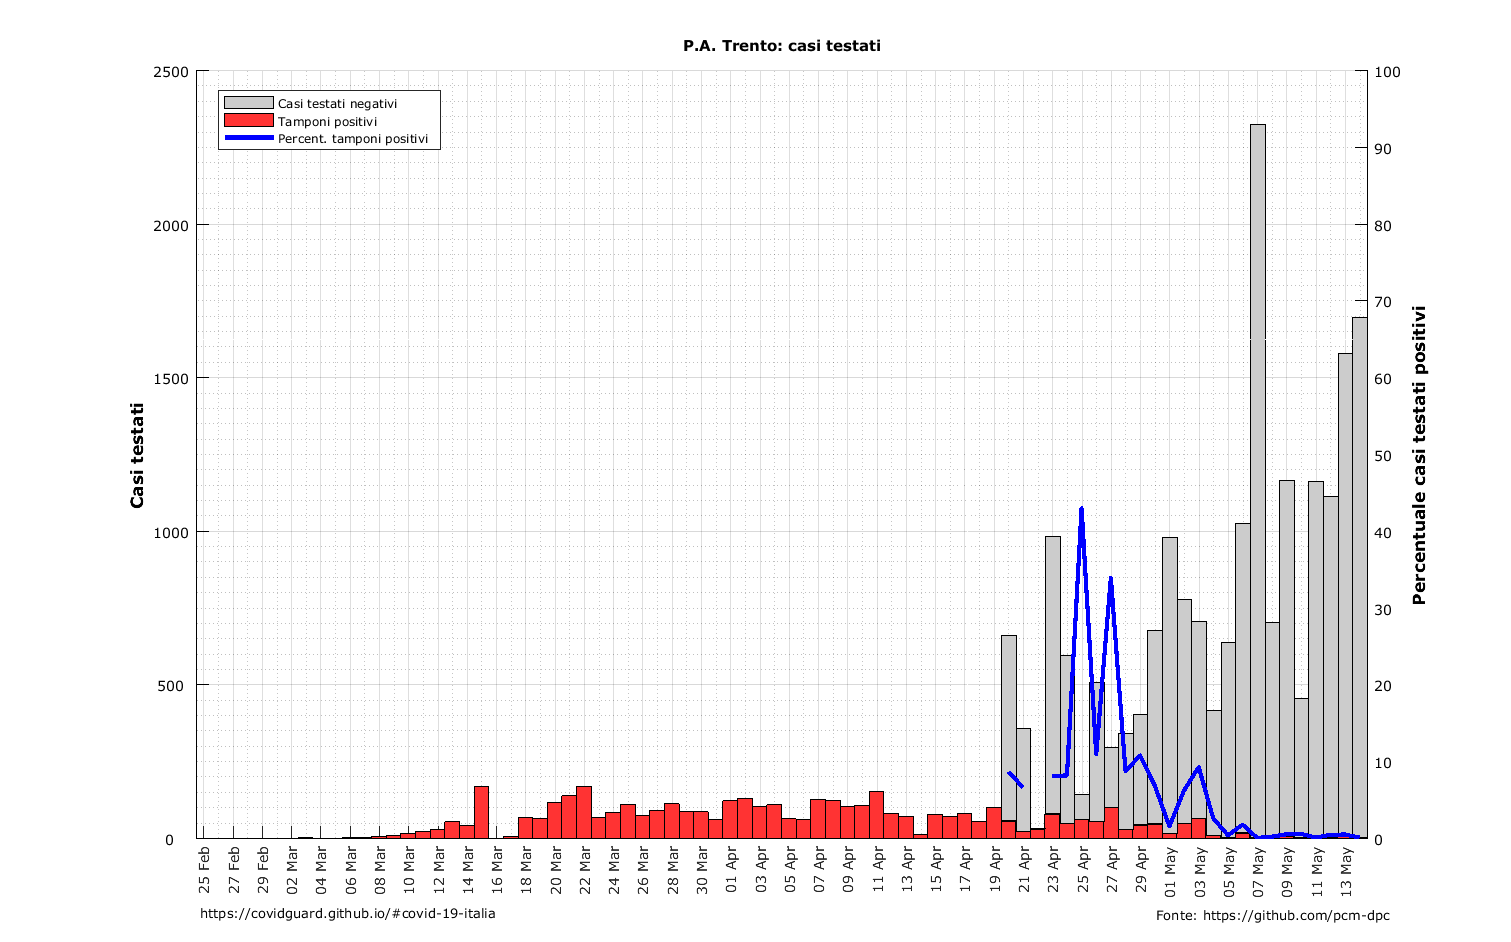 P.A. Trento: casi testati
Casi testati negativi
Tamponi positivi
Percent. tamponi positivi
Casi testati
2500
2000
1500
1000
500
0
100
90
80
70
60
50
40
30
20
10
0
Percentuale casi testati positivi
25 Feb
27 Feb
29 Feb
02 Mar
04 Mar
06 Mar
08 Mar
10 Mar
12 Mar
14 Mar
16 Mar
18 Mar
20 Mar
22 Mar
24 Mar
26 Mar
28 Mar
30 Mar
01 Apr
03 Apr
05 Apr
07 Apr
09 Apr
11 Apr
13 Apr
15 Apr
17 Apr
19 Apr
21 Apr
23 Apr
25 Apr
27 Apr
29 Apr
01 May
03 May
05 May
07 May
09 May
11 May
13 May
https://covidguard.github.io/#covid-19-italia
Fonte: https://github.com/pcm-dpc